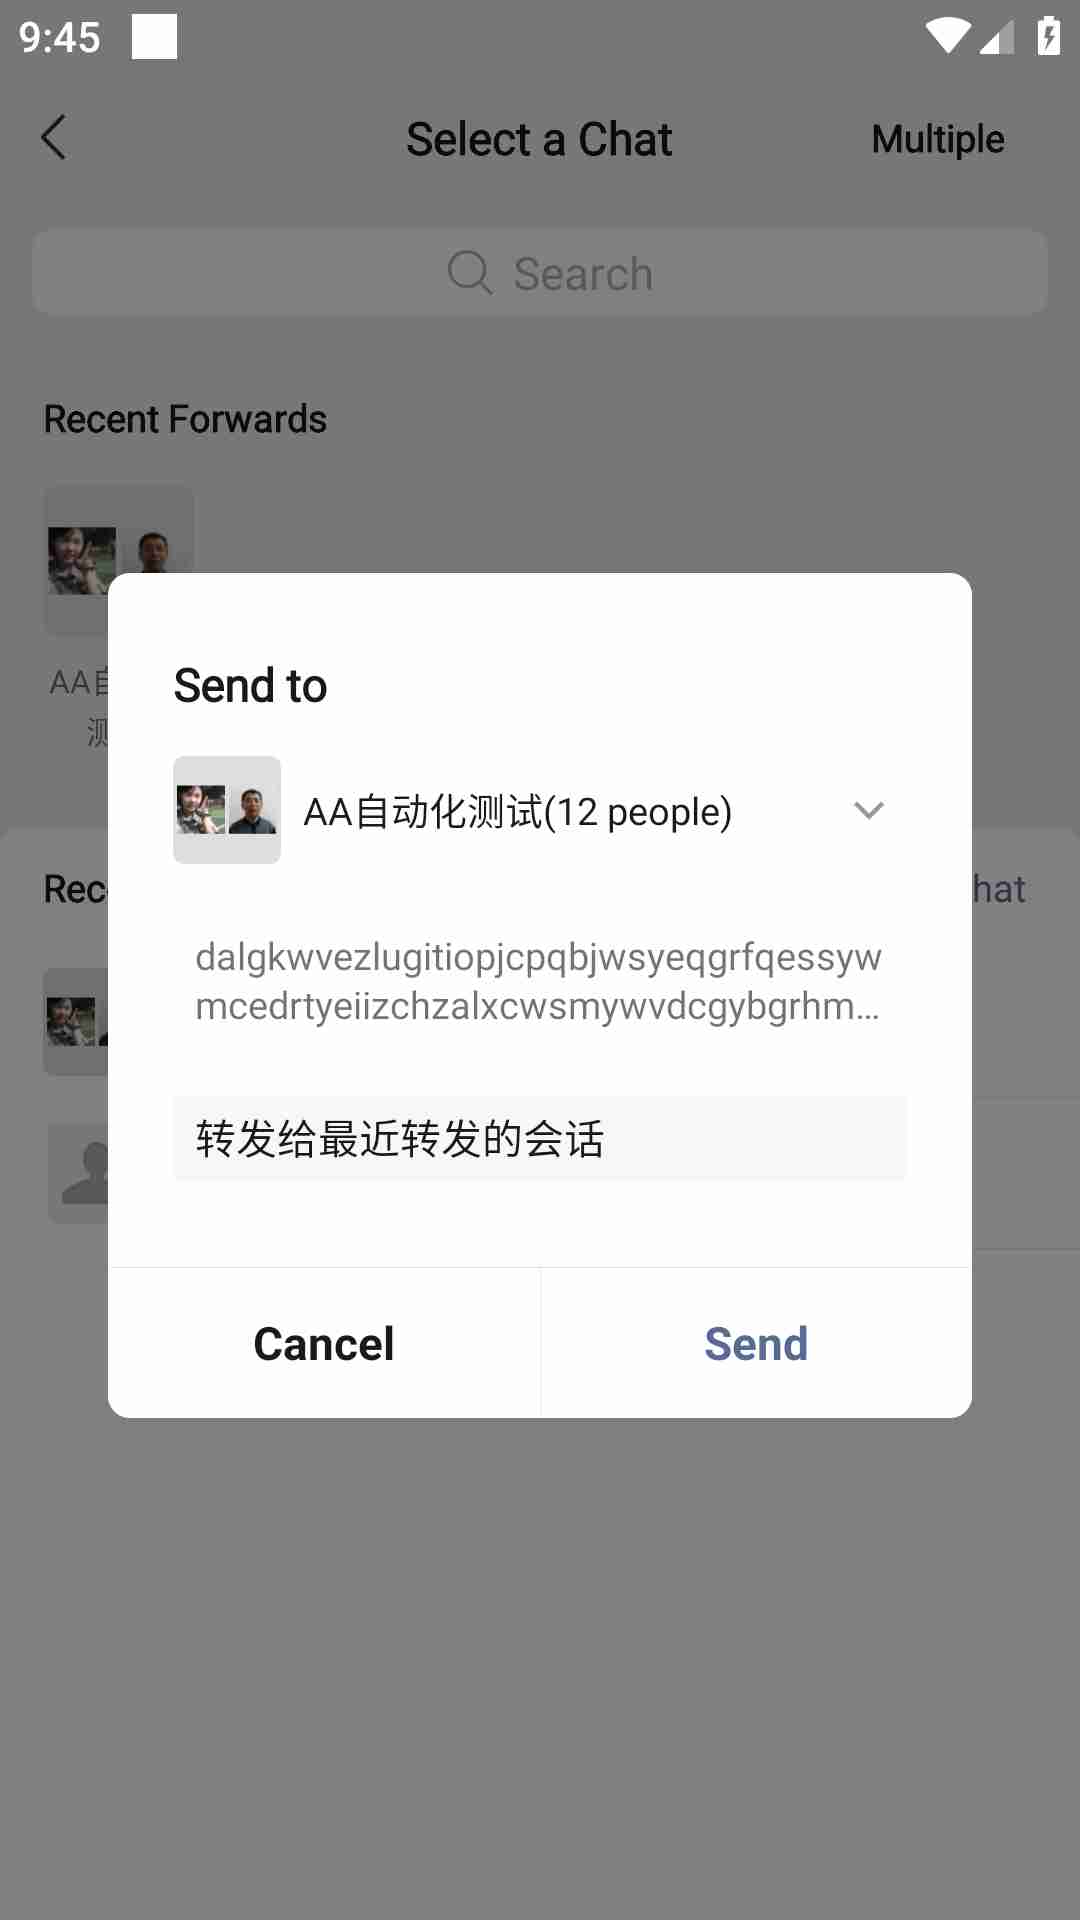 9:45
Select a Chat
Multiple
Search
Recent Forwards
AA自
测
Send to
AA自动化测试(12 people)
Rec
hat
dalgkwvezlugitiopjcpqbjwsyeqgrfqessyw
mcedrtyeiizchzalxcwsmywvdcgybgrhm...
转发给最近转发的会话
Cancel
Send